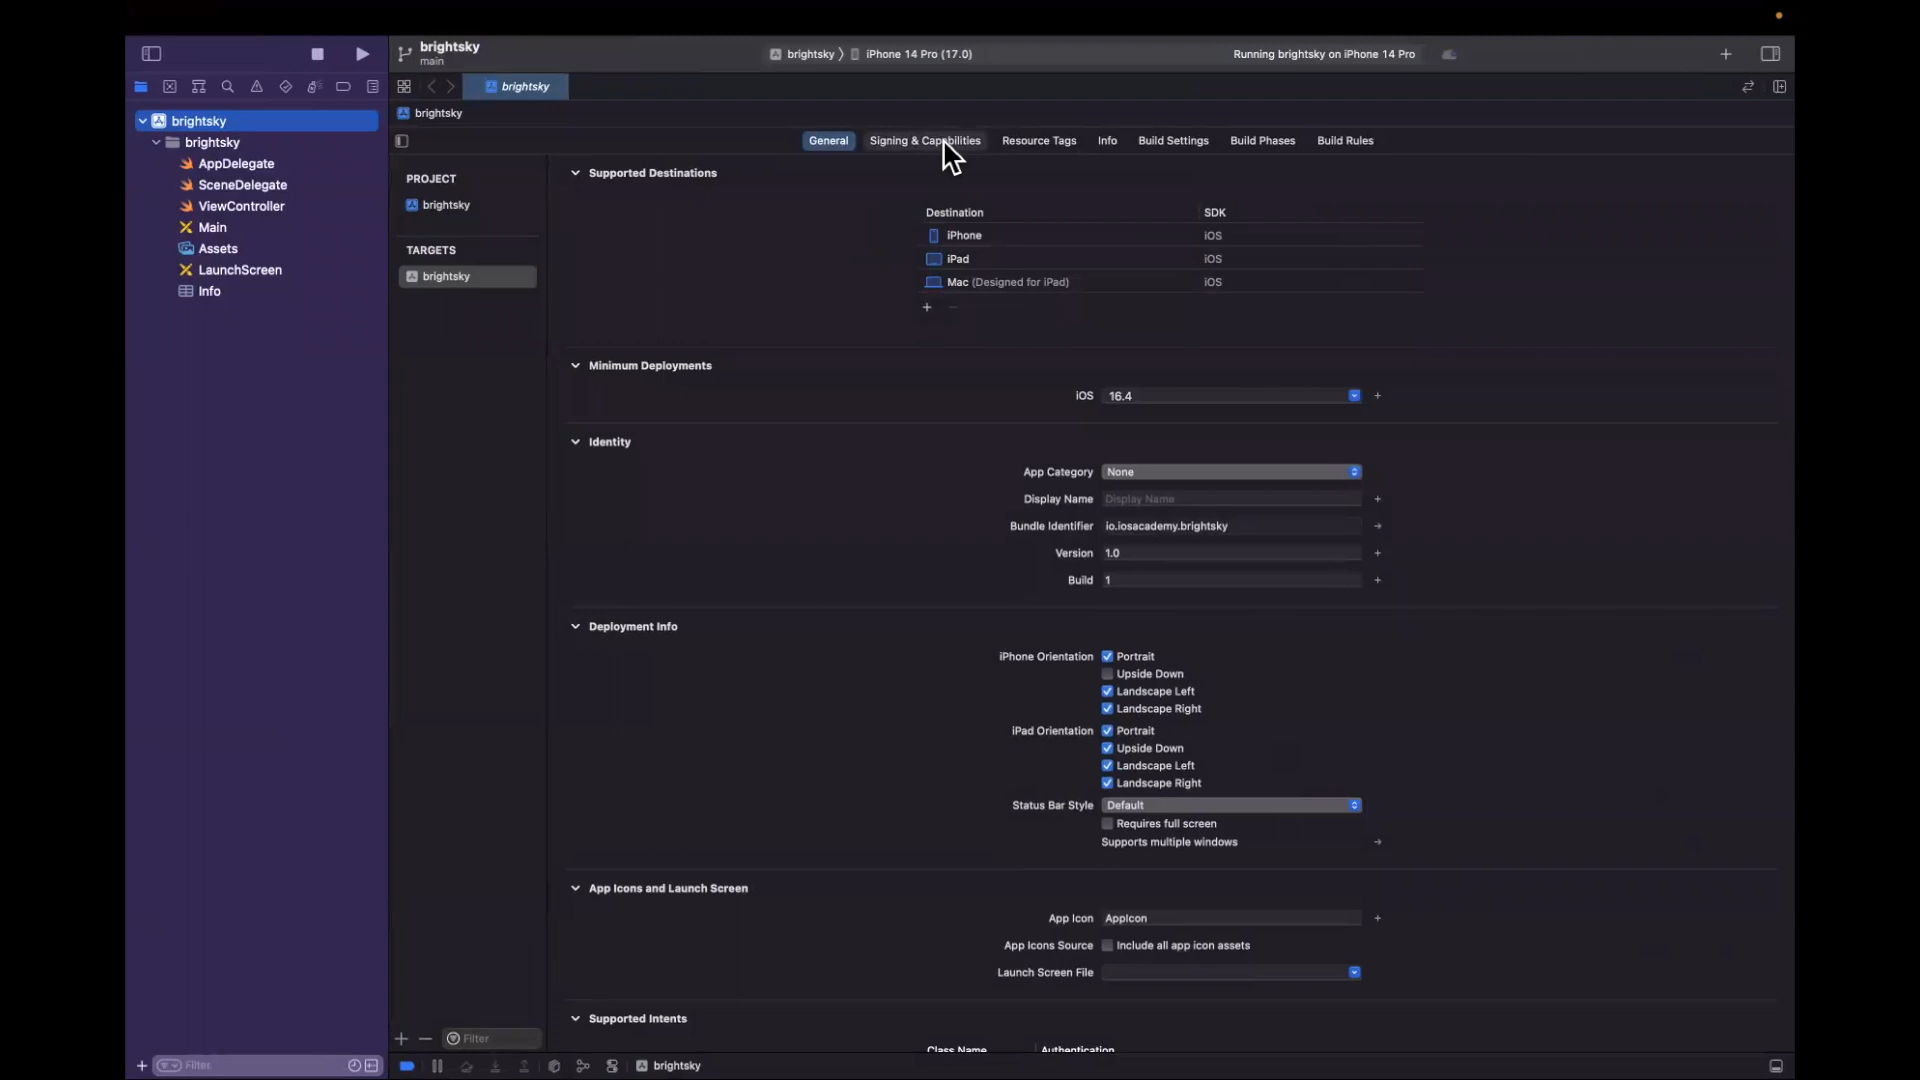 brightsky
main
brightsky 〉 iPhone 14 Pro (17.0)
Running brightsky on iPhone 14 Pro
brightsky
brightsky
General
Signing & Capabilities
Resource Tags
Info
Build Settings
Build Phases
Build Rules
brightsky
brightsky
AppDelegate
SceneDelegate
ViewController
Main
Assets
LaunchScreen
Info
Filter
PROJECT
brightsky
TARGETS
brightsky
Filter
Supported Destinations
Destination SDK
iPhone iOS
iPad iOS
Mac (Designed for iPad) iOS
Minimum Deployments
iOS 16.4
Identity
App Category None
Display Name Display Name
Bundle Identifier io.iosacademy.brightsky
Version 1.0
Build 1
Deployment Info
iPhone Orientation Portrait
Upside Down
Landscape Left
Landscape Right
iPad Orientation Portrait
Upside Down
Landscape Left
Landscape Right
Status Bar Style Default
Requires full screen
Supports multiple windows
App Icons and Launch Screen
App Icon AppIcon
App Icons Source Include all app icon assets
Launch Screen File
Supported Intents
Class Name Authentication
brightsky